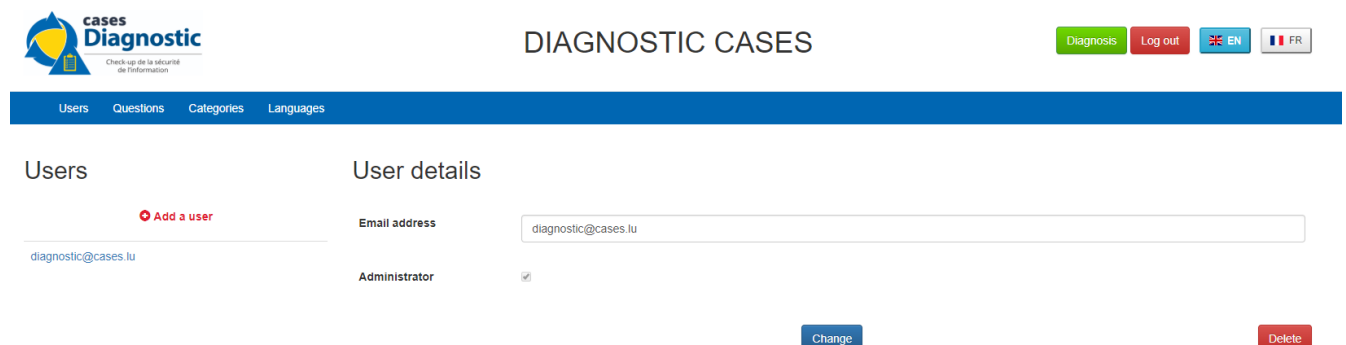 cases
Diagnostic
Check-up de la sécurité
de l'information
DIAGNOSTIC CASES
Diagnosis
Log out
EN
FR
Users Questions Categories Languages
Users
Add a user
diagnostic@cases.lu
User details
Email address
diagnostic@cases.lu
Administrator
Change
Delete